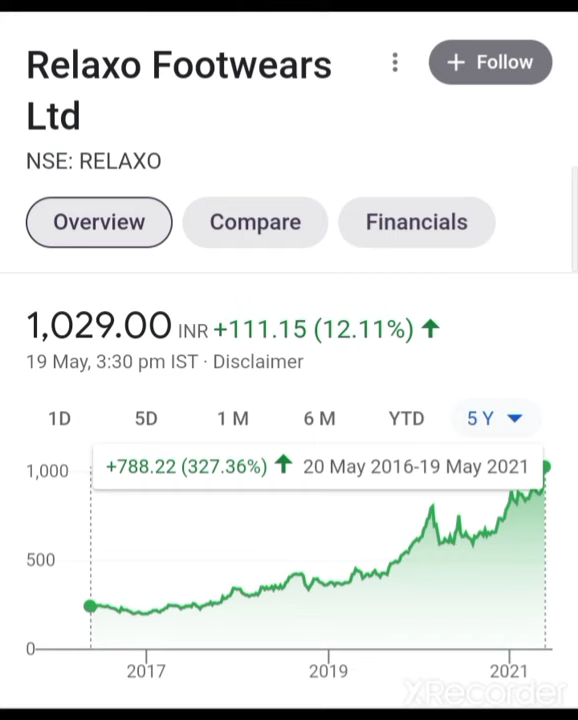 Relaxo Footwears
Ltd
+ Follow
NSE: RELAXO
Overview
Compare
Financials
1,029.00 INR +111.15 (12.11%)
19 May, 3:30 pm IST · Disclaimer
1D 5D 1 M 6 M YTD 5 Y
+788.22 (327.36%) 20 May 2016-19 May 2021
1,000
500
0
2017 2019 2021
XRecorder